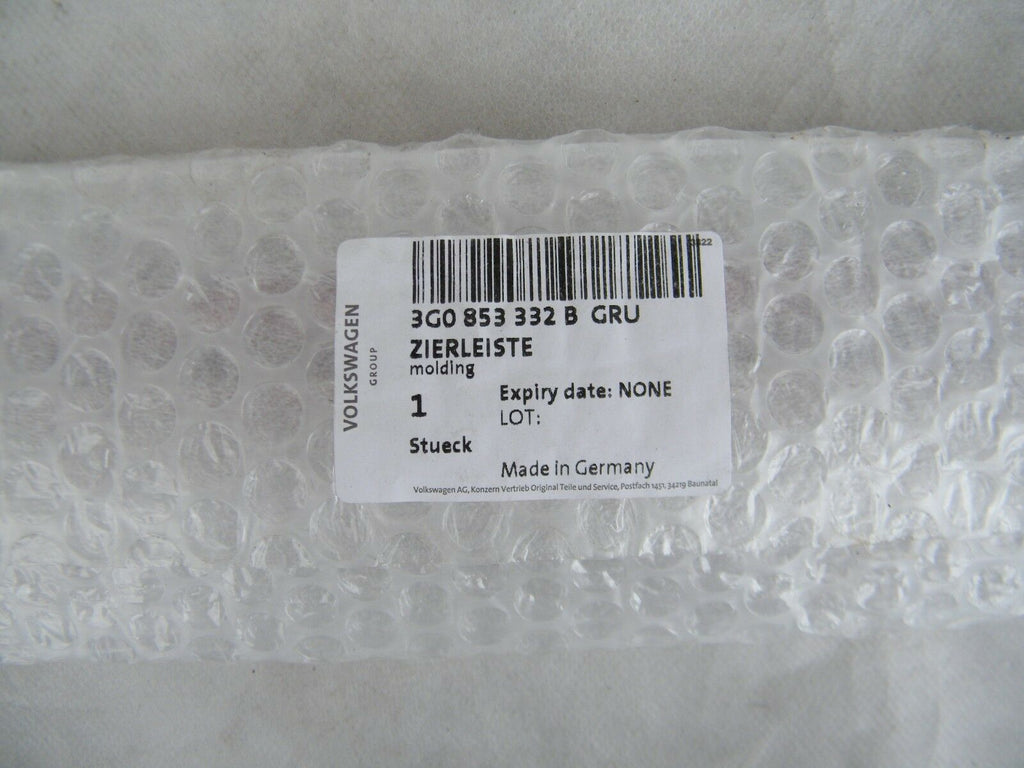 3G0 853 332 B GRU
ZIERLEISTE
molding
1
Expiry date: NONE
LOT:
Stueck
Made in Germany
Volkswagen AG, Konzern Vertrieb Original Teile und Service, Postfach 1451, 34219 Baunatal
VOLKSWAGEN
GROUP